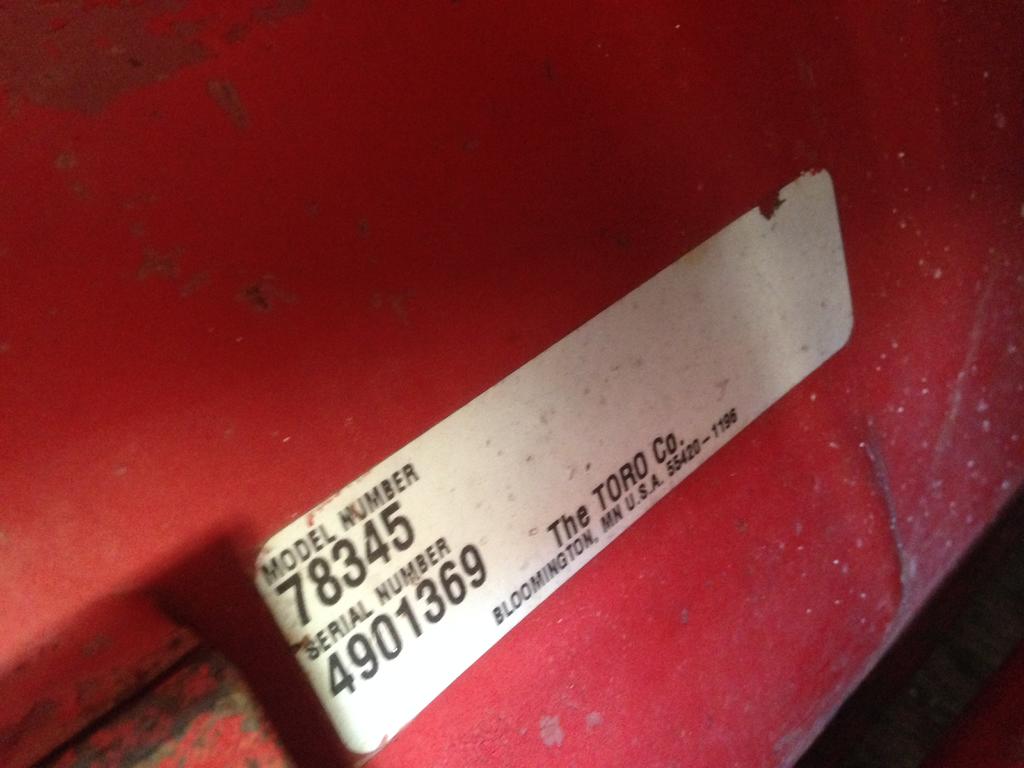 MODEL NUMBER
78345
SERIAL NUMBER
4901369
The TORO Co.
BLOOMINGTON, MN U.S.A. 55420-1196